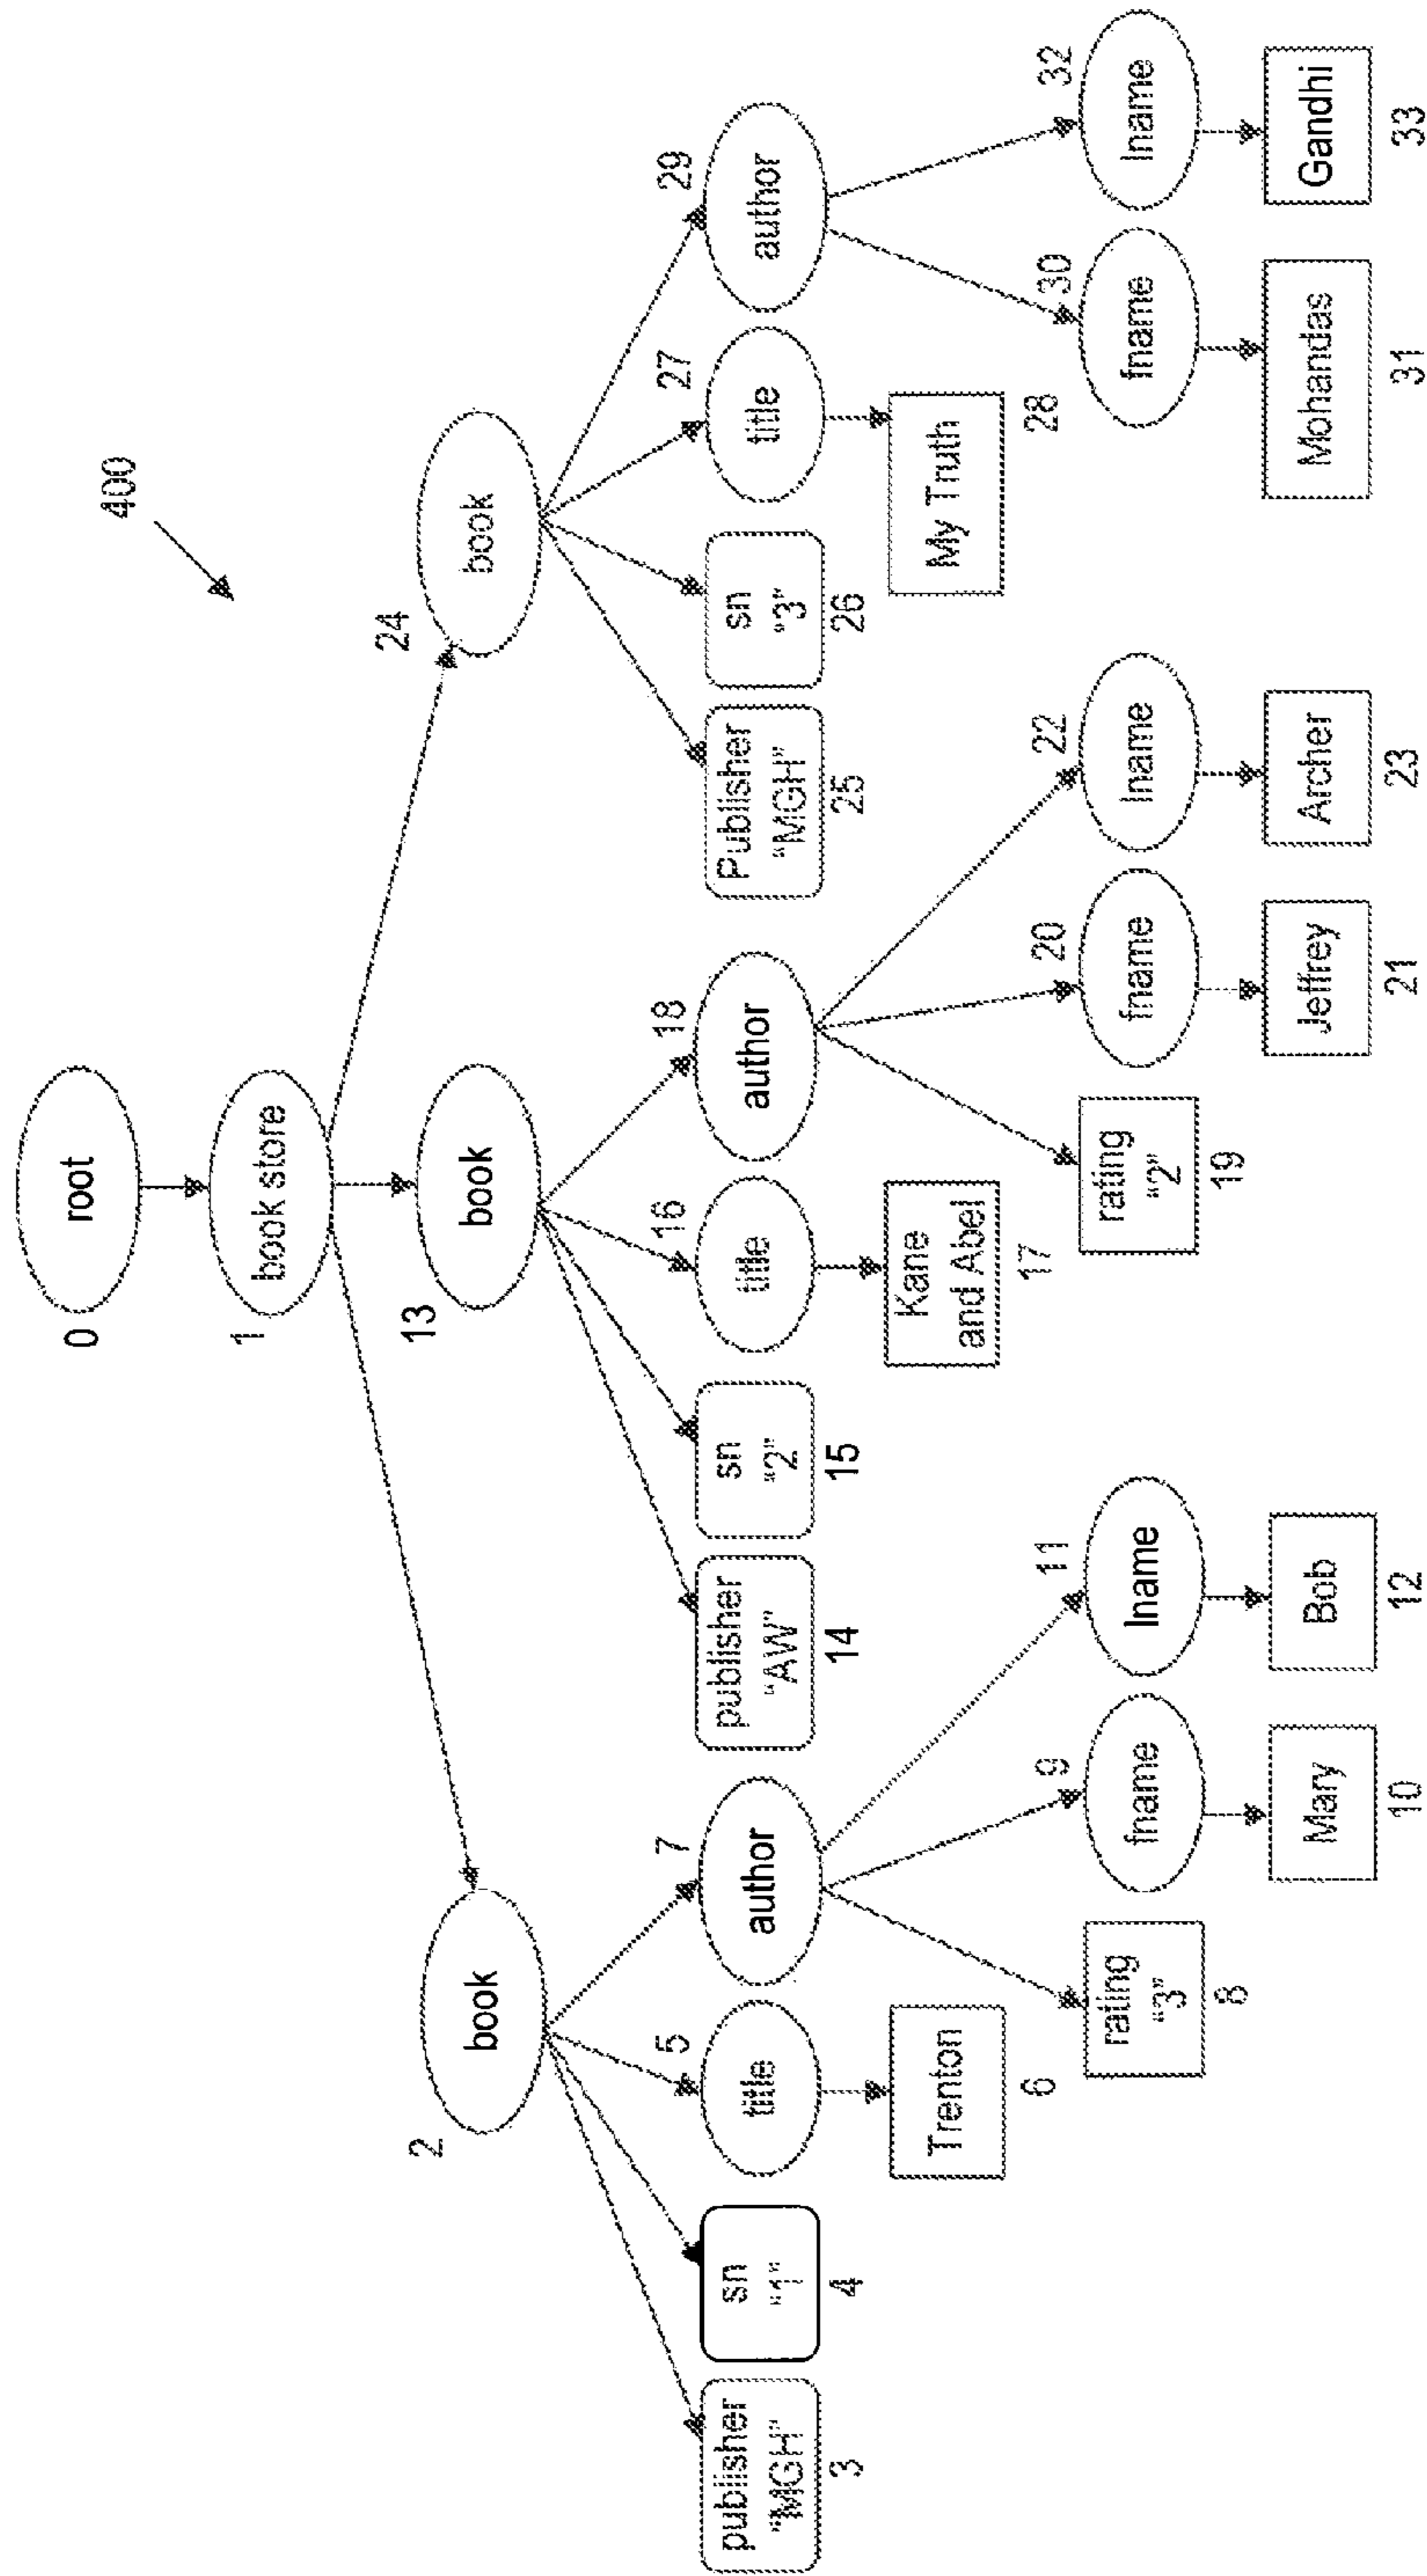 400
0
root
1
book store
2
book
13
book
24
book
publisher
"MGH"
3
sn
"1"
4
5
title
7
author
publisher
"AW"
14
sn
"2"
15
16
title
18
author
Publisher
"MGH"
25
sn
"3"
26
27
title
29
author
Trenton
6
Kane
and Abel
17
My Truth
28
rating
"3"
8
9
fname
11
lname
rating
"2"
19
20
fname
22
lname
30
fname
32
lname
Mary
10
Bob
12
Jeffrey
21
Archer
23
Mohandas
31
Gandhi
33